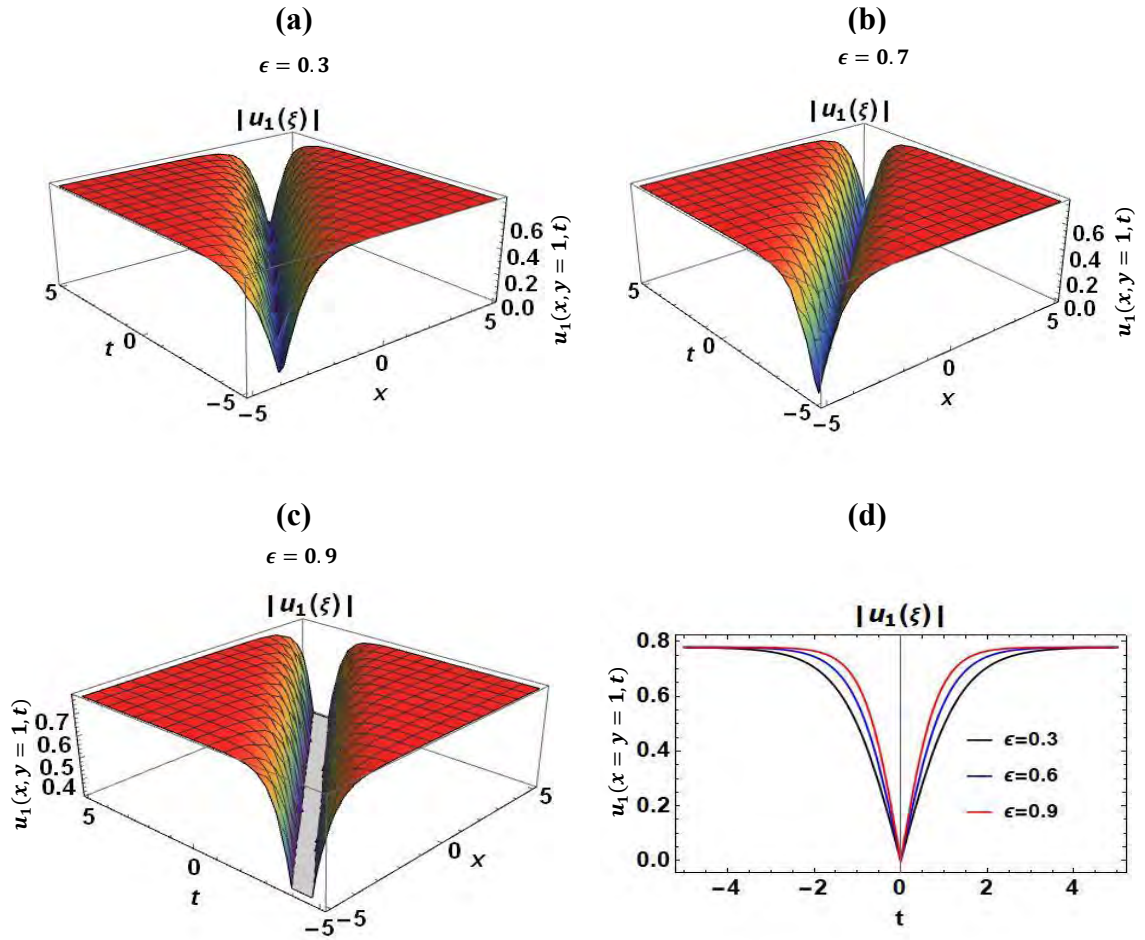 (a)
ϵ = 0.3
|u₁(ξ)|
0.6
0.4
0.2
0.0
u₁(x, y = 1, t)
5
0
t
-5
-5
0
x
5
(b)
ϵ = 0.7
|u₁(ξ)|
0.6
0.4
0.2
0.0
u₁(x, y = 1, t)
5
0
t
-5
-5
0
x
5
(c)
ϵ = 0.9
|u₁(ξ)|
0.7
0.6
0.5
0.4
u₁(x, y = 1, t)
5
0
t
-5
-5
0
x
5
(d)
|u₁(ξ)|
0.8
0.6
0.4
0.2
0.0
u₁(x = y = 1, t)
ϵ=0.3
ϵ=0.6
ϵ=0.9
-4
-2
0
2
4
t